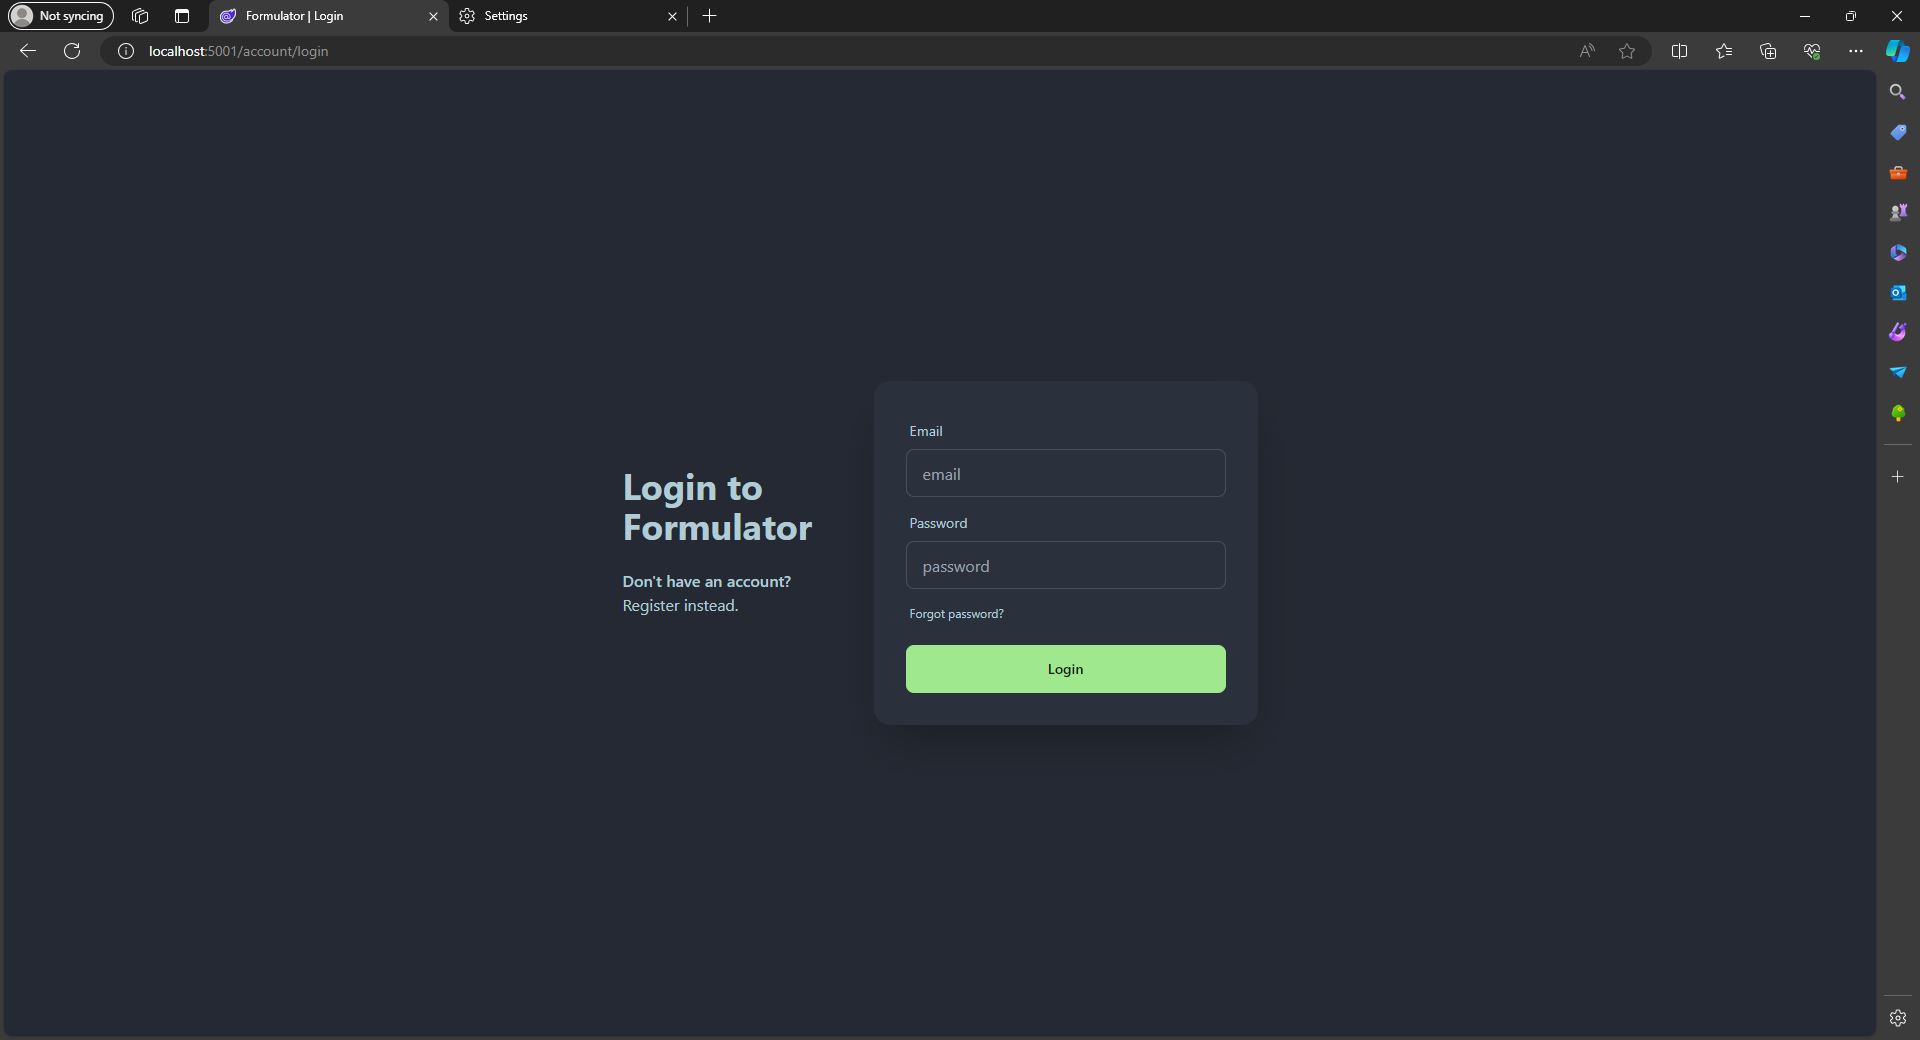 Not syncing
Formulator | Login
Settings
localhost:5001/account/login
Login to
Formulator
Don't have an account?
Register instead.
Email
email
Password
password
Forgot password?
Login